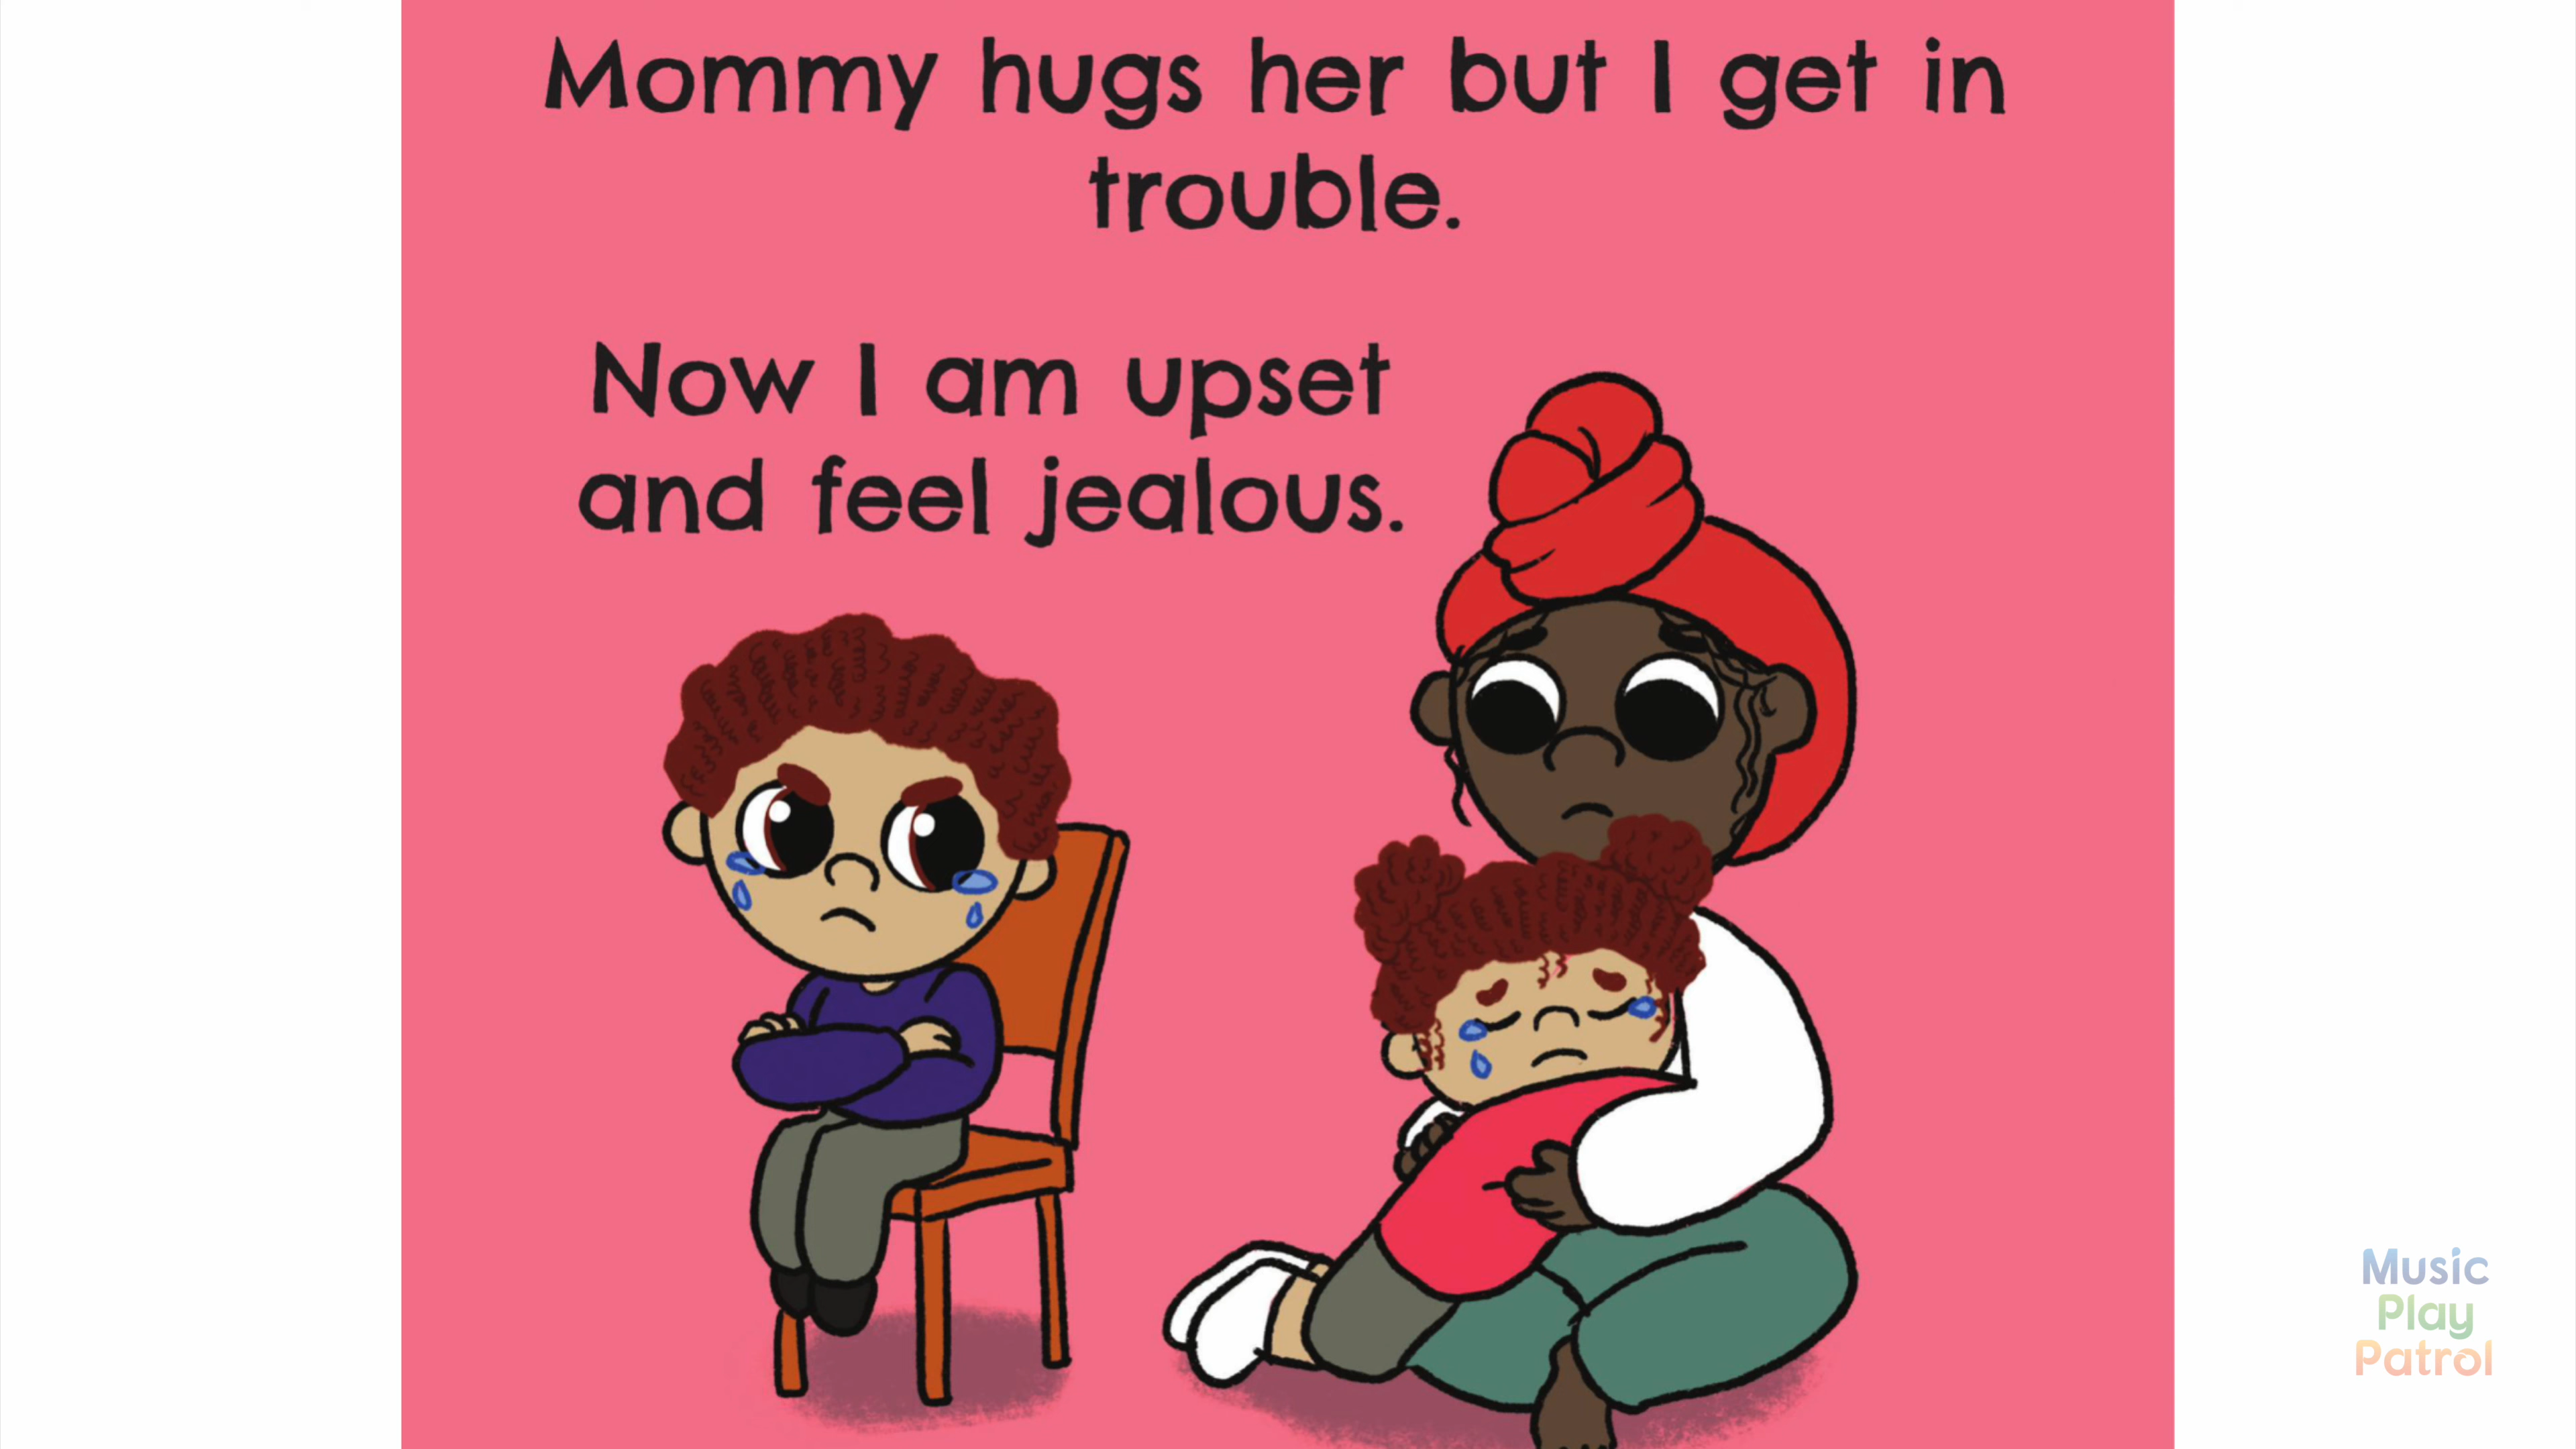 Mommy hugs her but I get in
trouble.
Now I am upset
and feel jealous.
Music
Play
Patrol